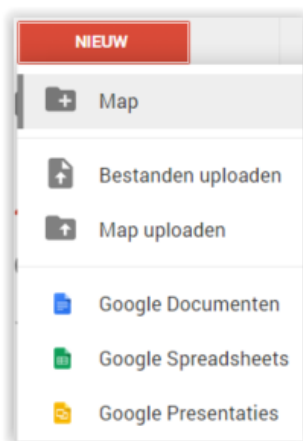 NIEUW
Map
Bestanden uploaden
Map uploaden
Google Documenten
Google Spreadsheets
Google Presentaties